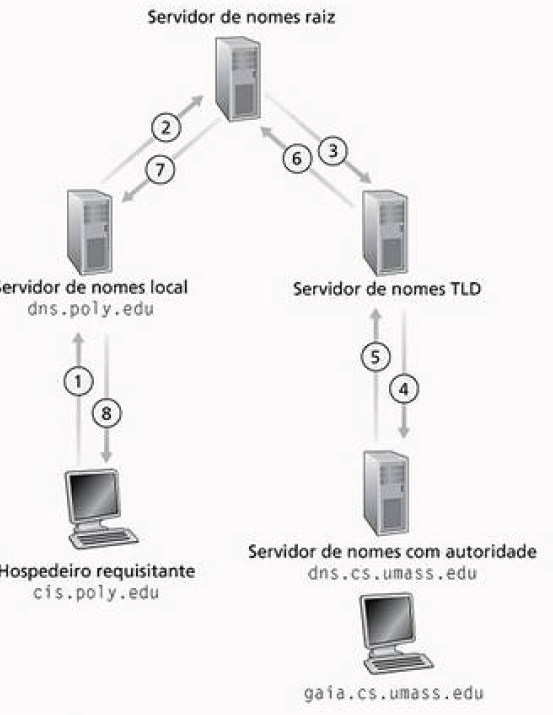 Servidor de nomes raiz
2
3
6
7
Servidor de nomes local
dns.poly.edu
Servidor de nomes TLD
1
8
5
4
Servidor de nomes com autoridade
dns.cs.umass.edu
Hospedeiro requisitante
cis.poly.edu
gaia.cs.umass.edu